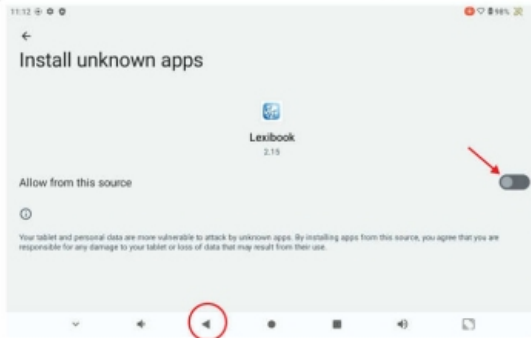 11:12
98%
Install unknown apps
Lexibook
2.15
Allow from this source
Your tablet and personal data are more vulnerable to attack by unknown apps. By installing apps from this source, you agree that you are
responsible for any damage to your tablet or loss of data that may result from their use.